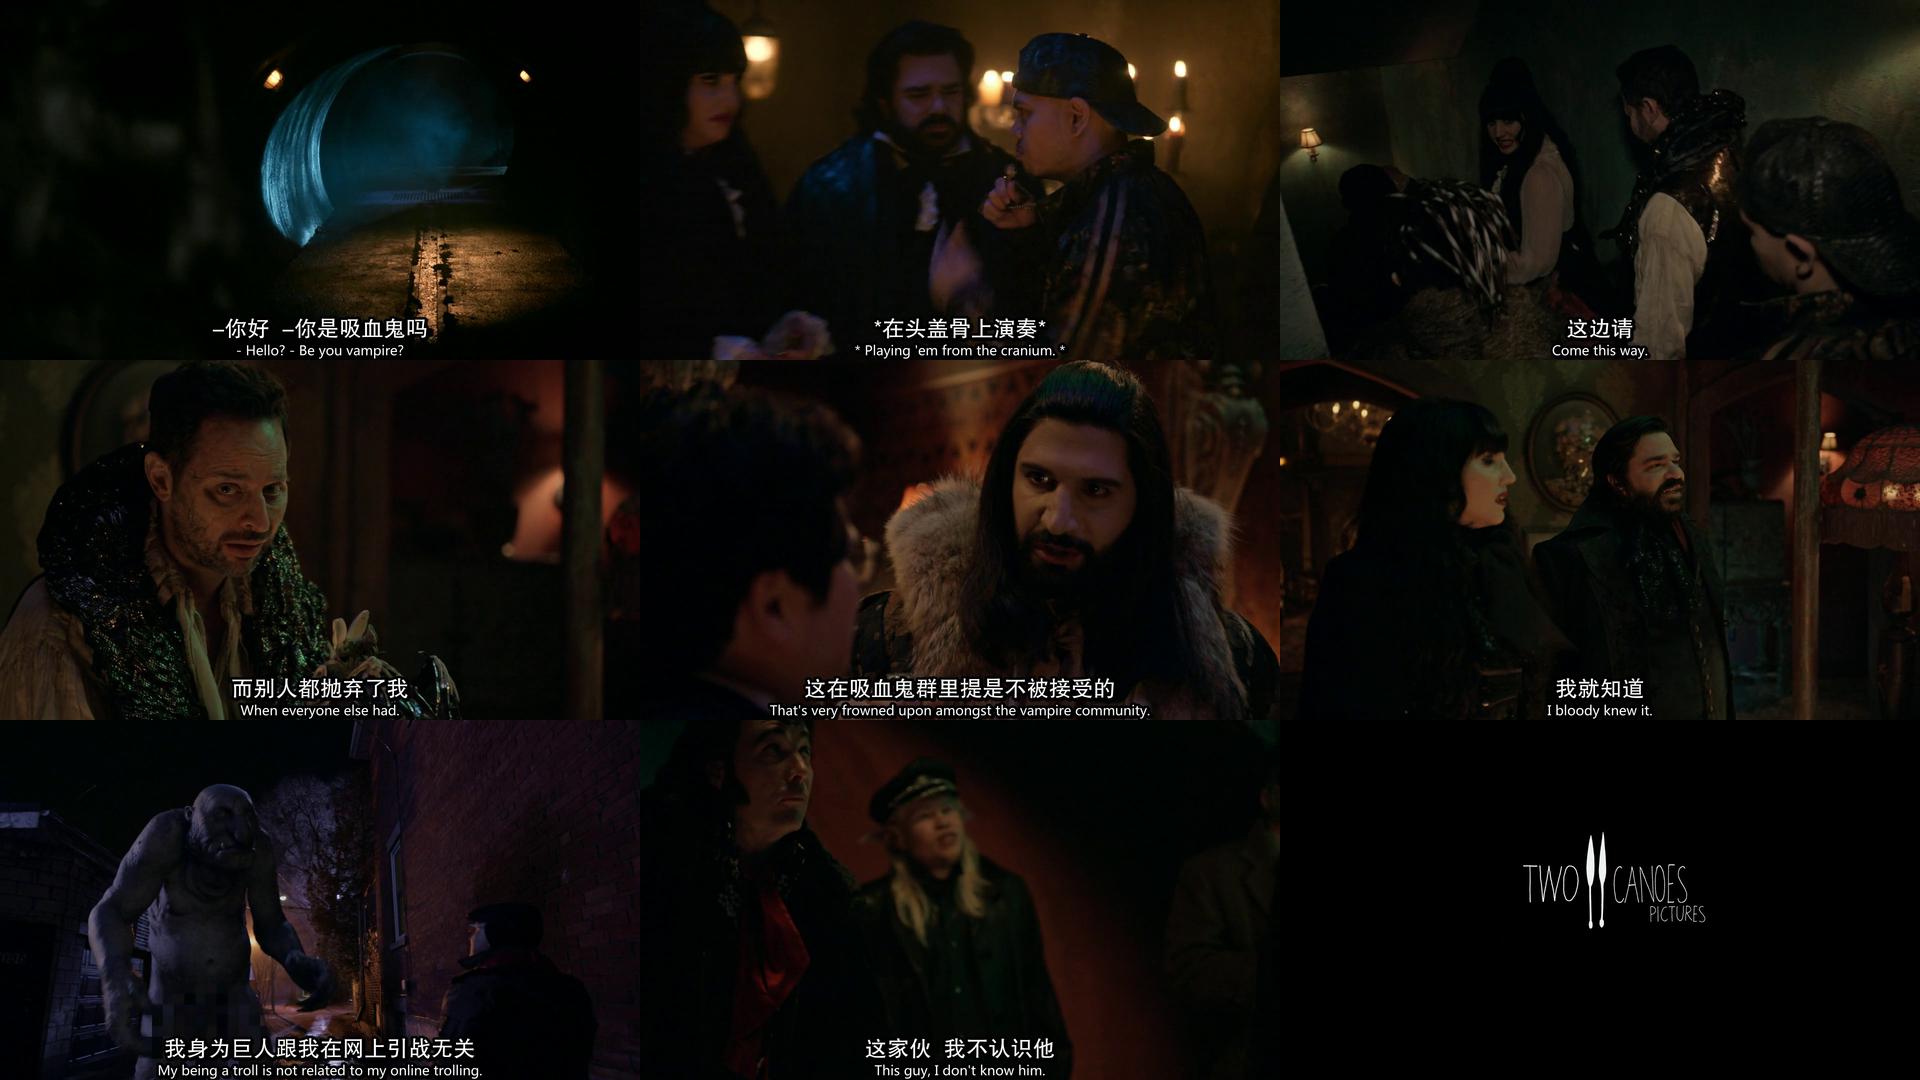 –你好 –你是吸血鬼吗
- Hello? - Be you vampire?
*在头盖骨上演奏*
* Playing 'em from the cranium. *
这边请
Come this way.
而别人都抛弃了我
When everyone else had.
这在吸血鬼群里提是不被接受的
That's very frowned upon amongst the vampire community.
我就知道
I bloody knew it.
我身为巨人跟我在网上引战无关
My being a troll is not related to my online trolling.
这家伙 我不认识他
This guy, I don't know him.
TWO CANOES
PICTURES